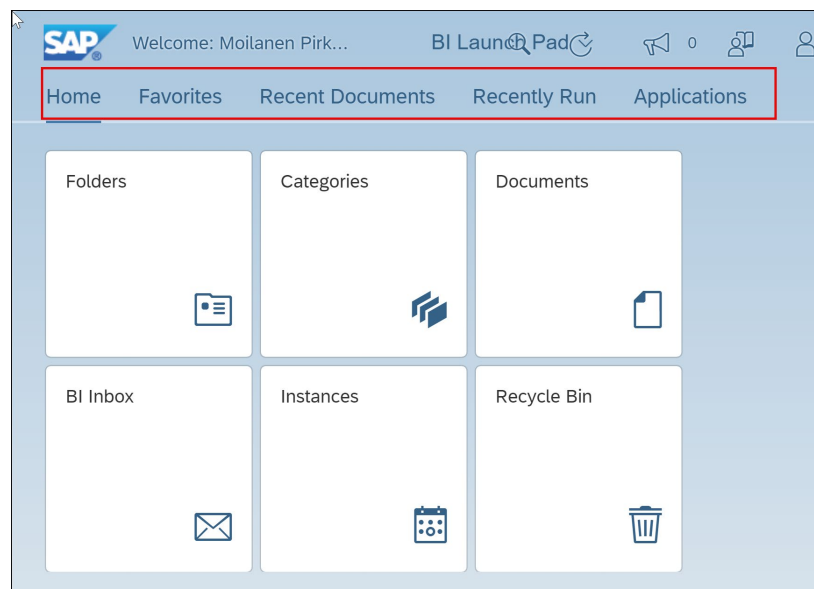 SAP® Welcome: Moilanen Pirk... BI Launch Pad 0
Home Favorites Recent Documents Recently Run Applications
Folders Categories Documents
BI Inbox Instances Recycle Bin